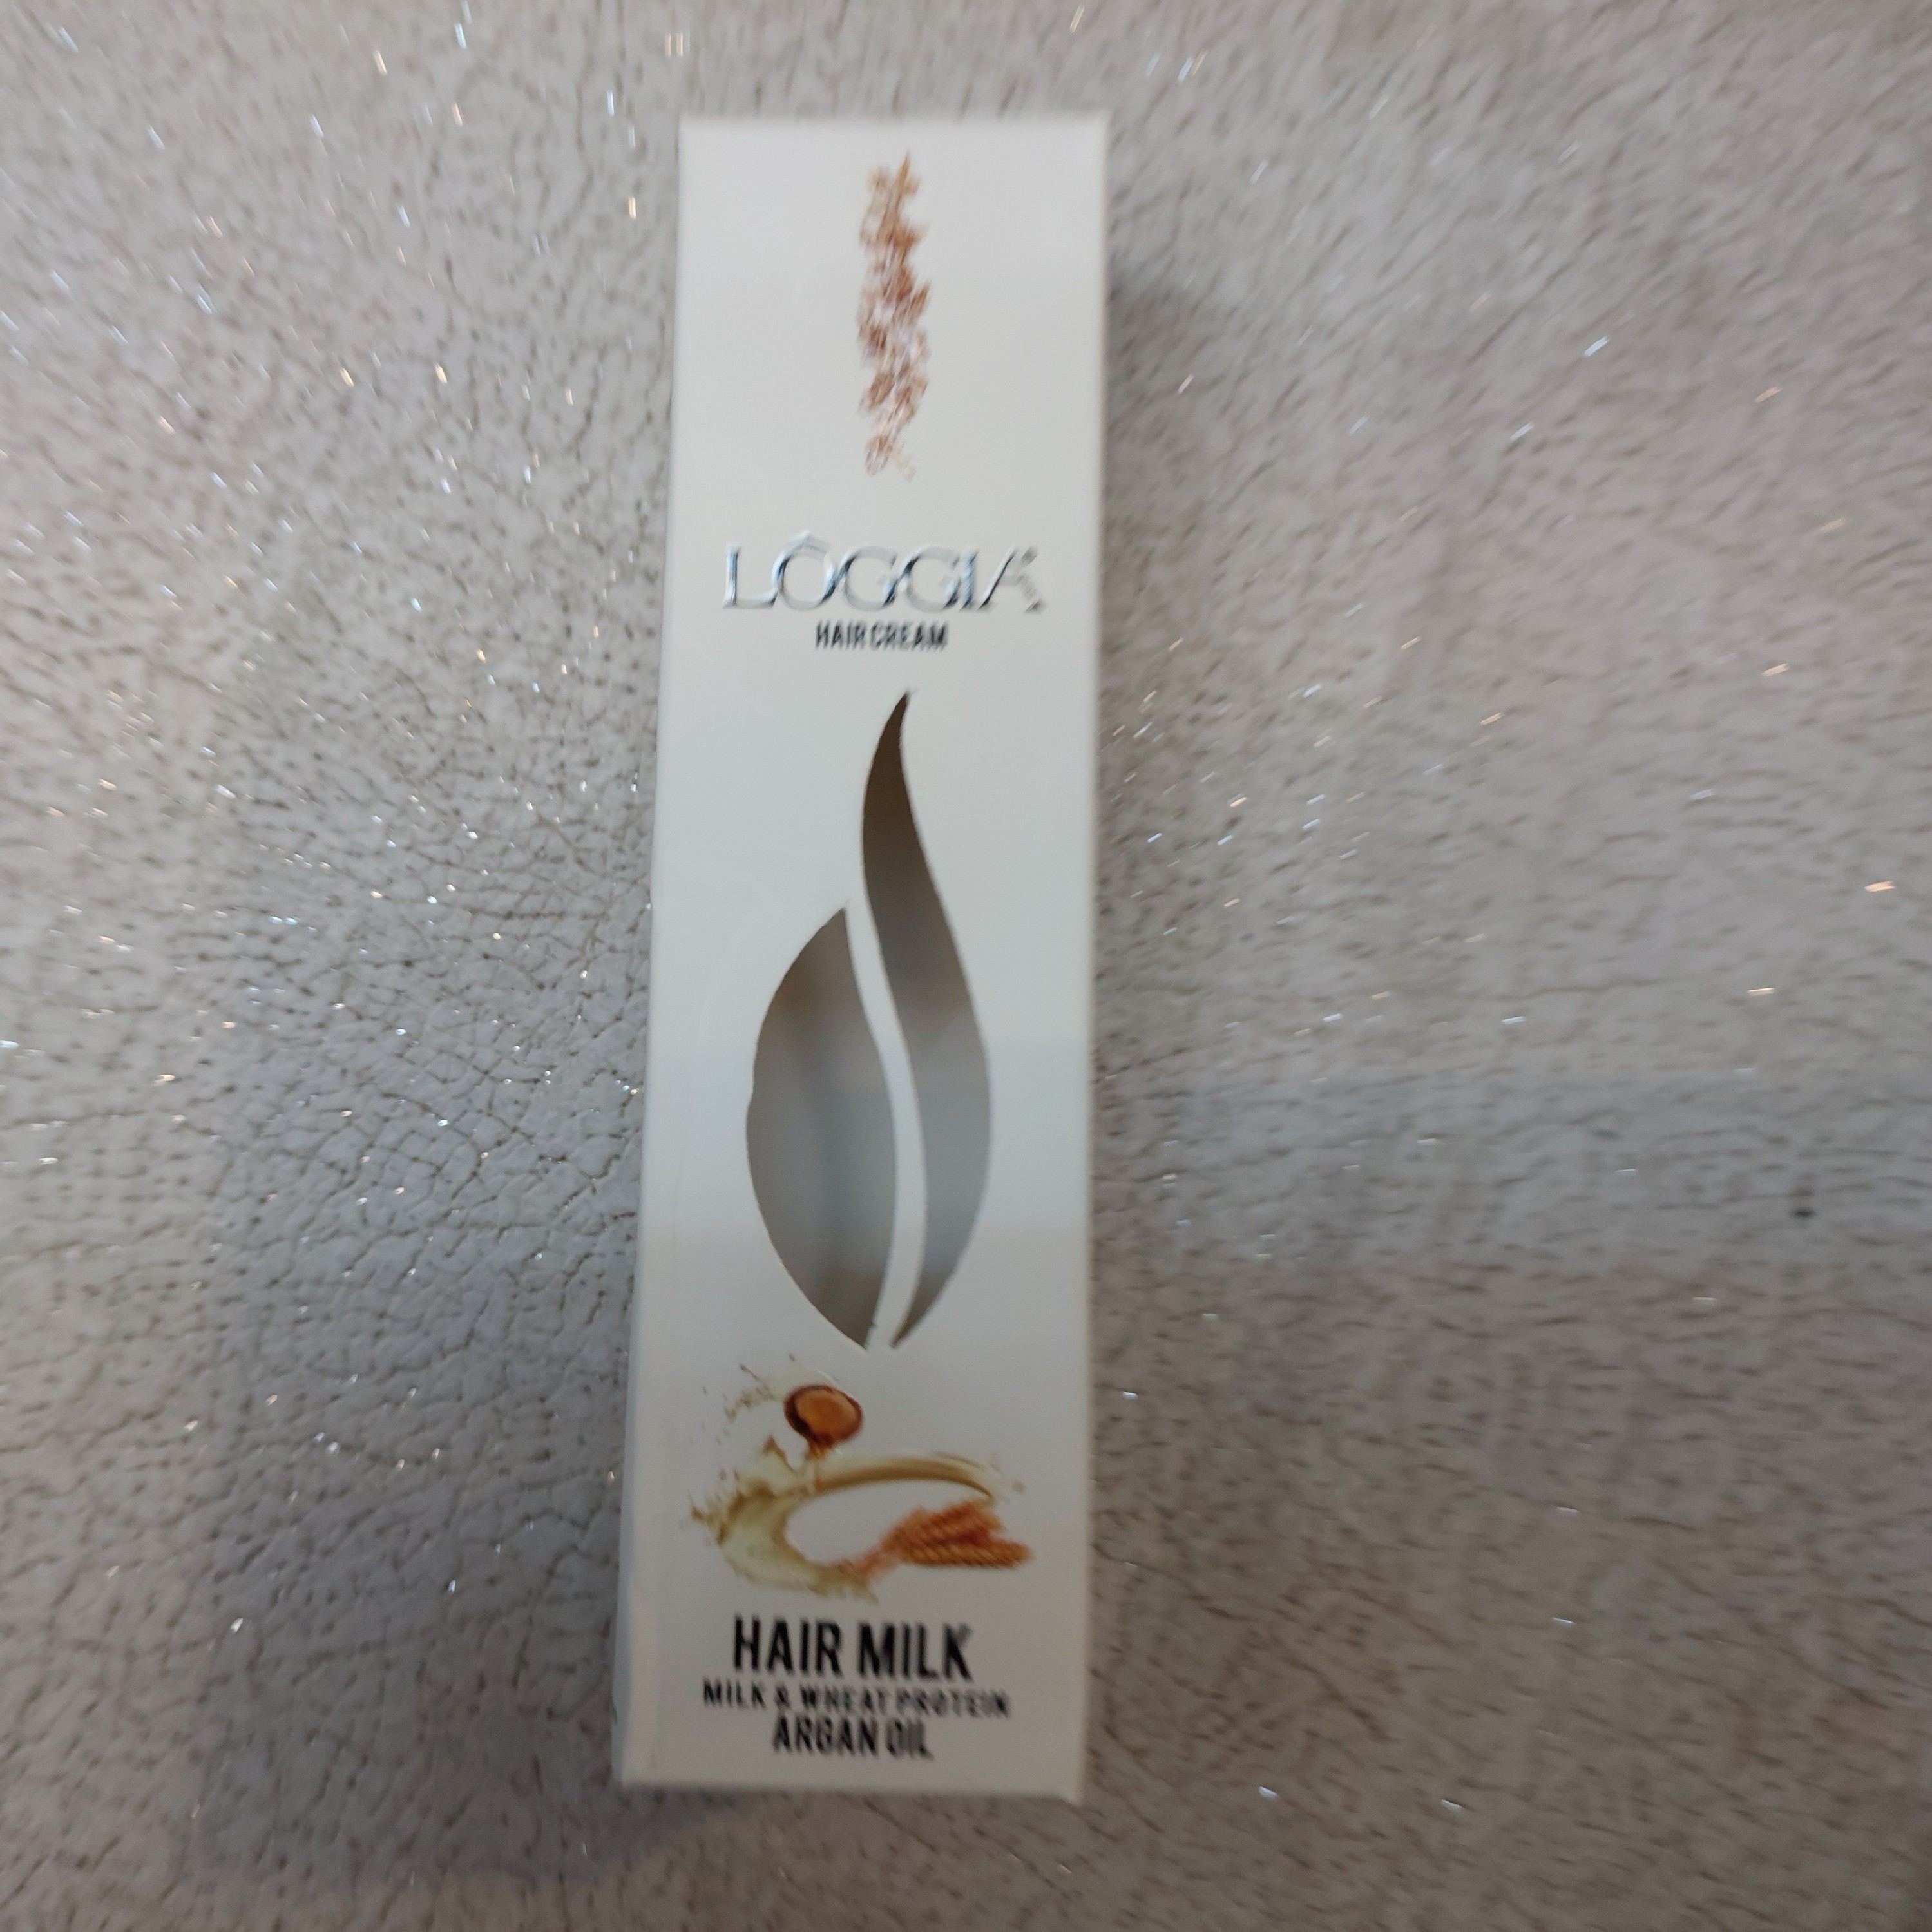 LÔGGIA
HAIR CREAM
HAIR MILK
MILK & WHEAT PROTEIN
ARGAN OIL